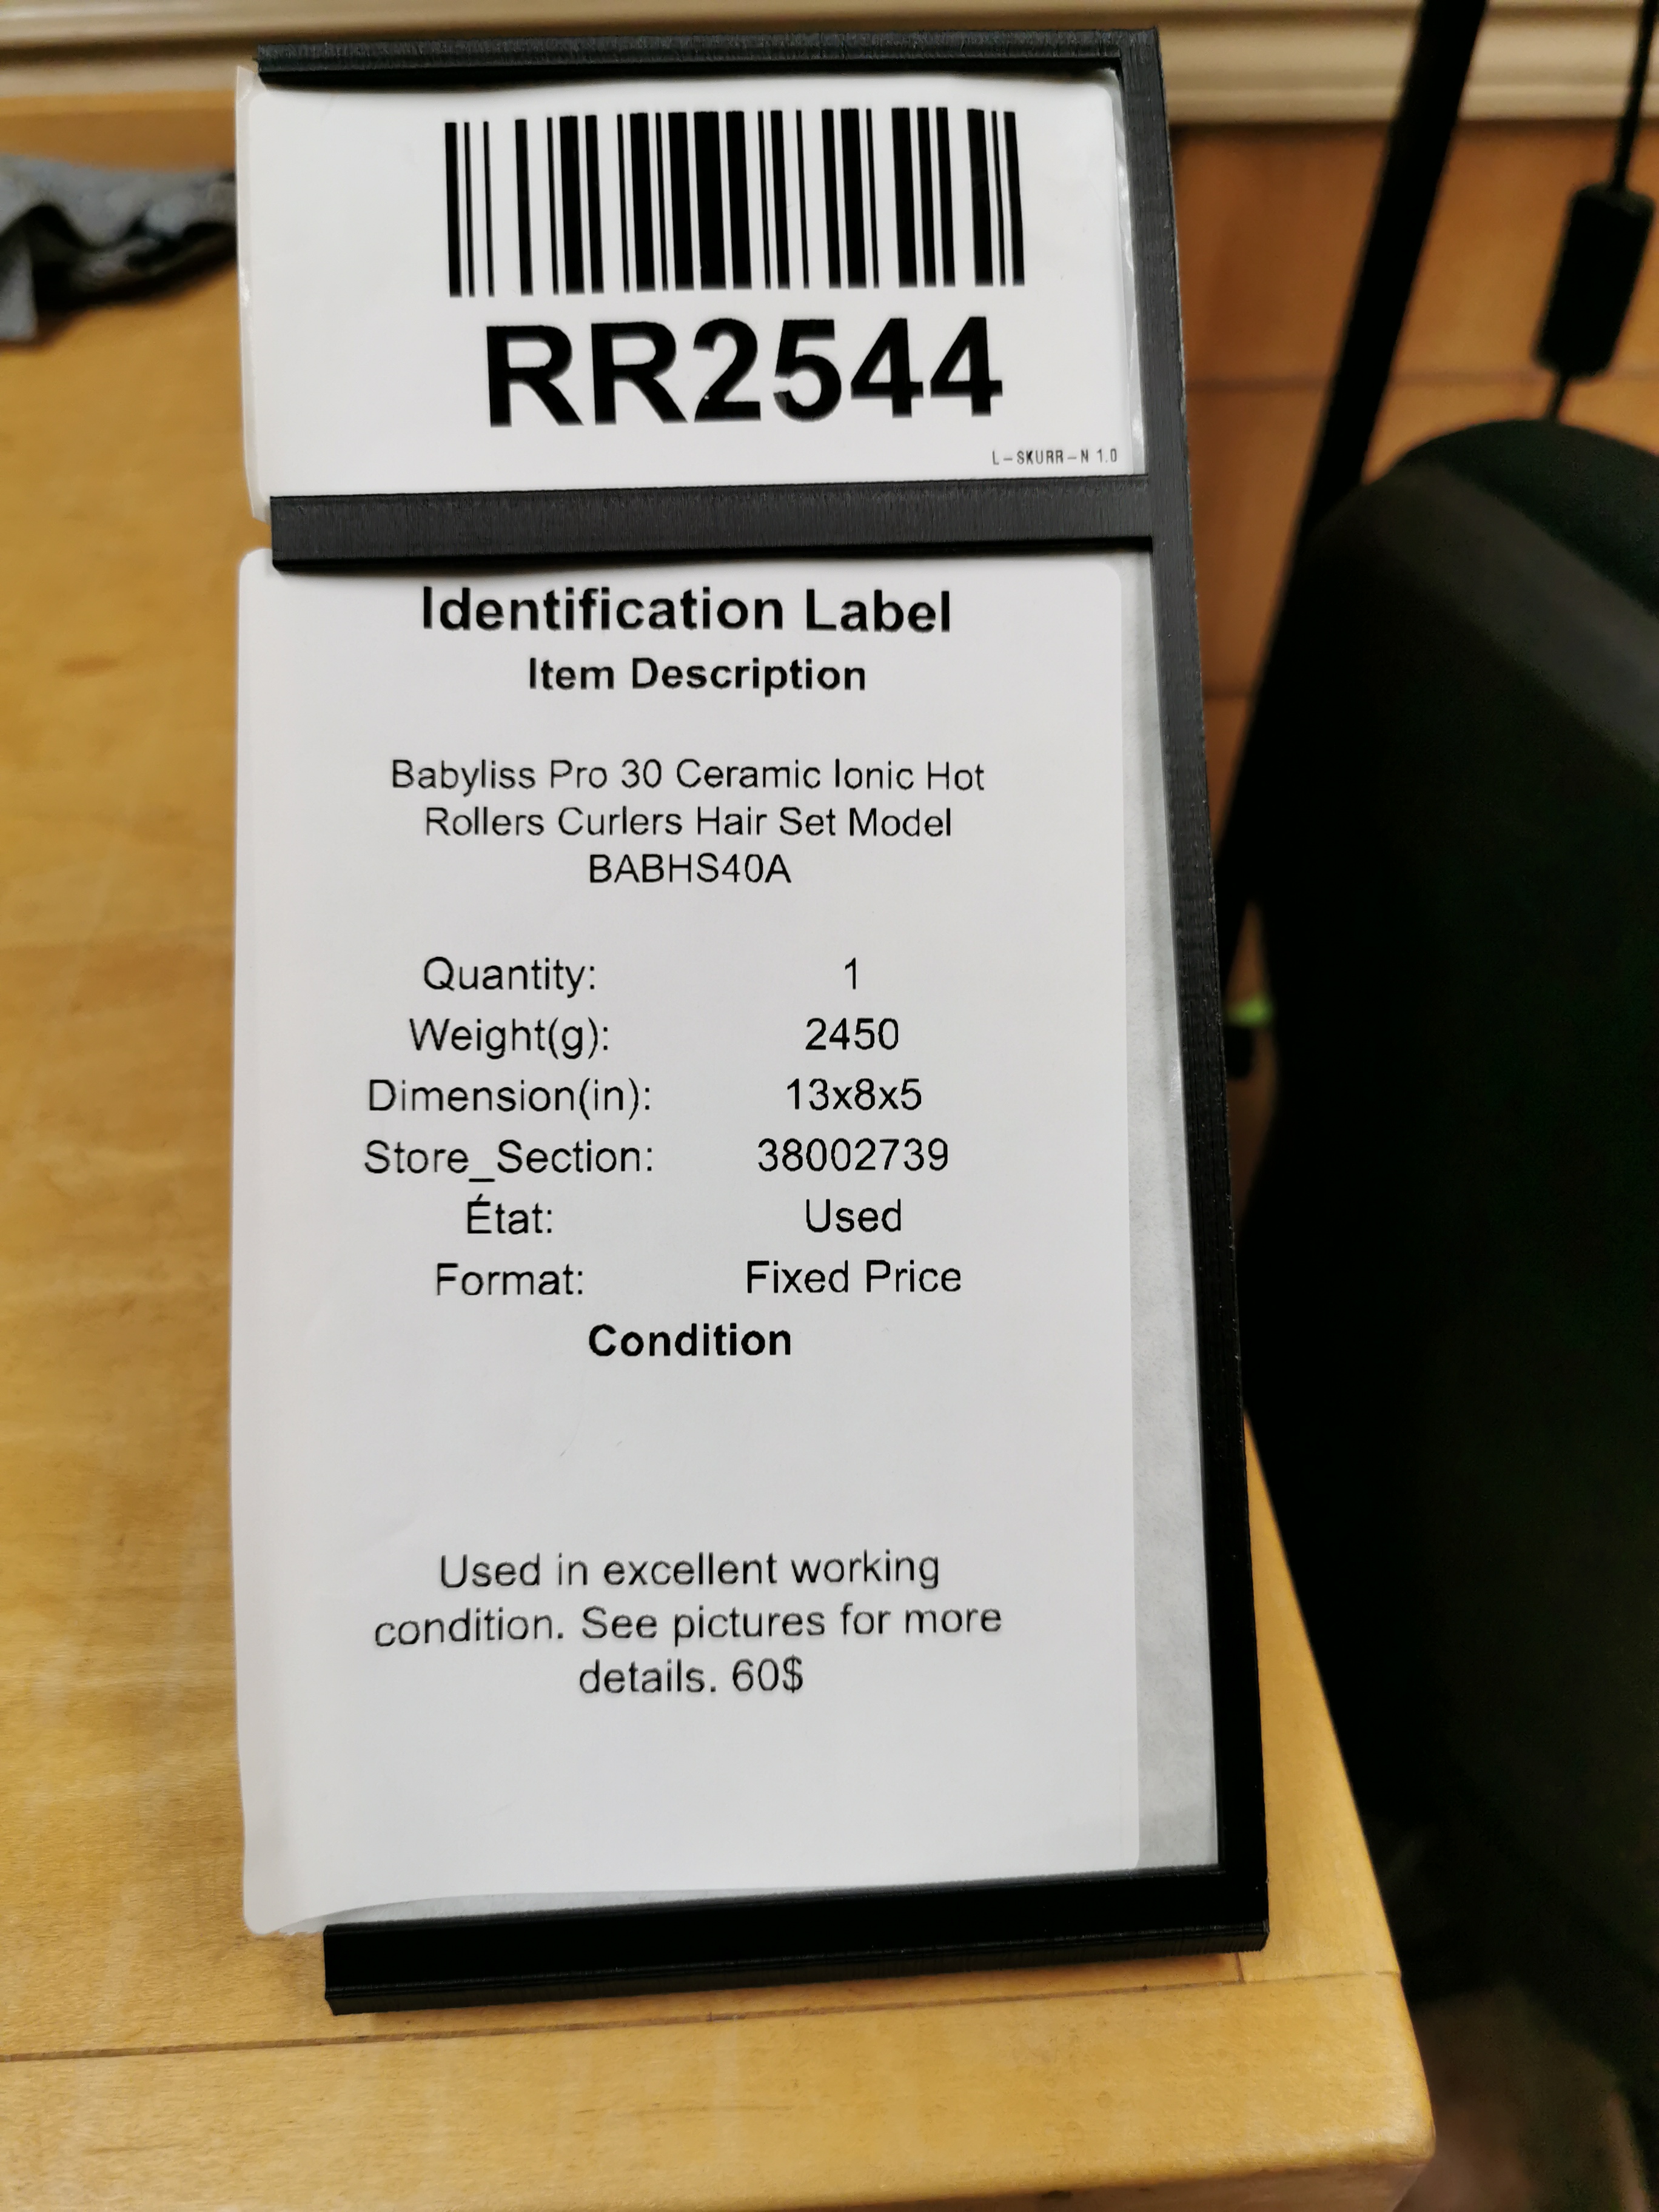 RR2544
L-SKURR-N 1.0
Identification Label
Item Description
Babyliss Pro 30 Ceramic Ionic Hot
Rollers Curlers Hair Set Model
BABHS40A
Quantity: 1
Weight(g): 2450
Dimension(in): 13x8x5
Store_Section: 38002739
État: Used
Format: Fixed Price
Condition
Used in excellent working
condition. See pictures for more
details. 60$